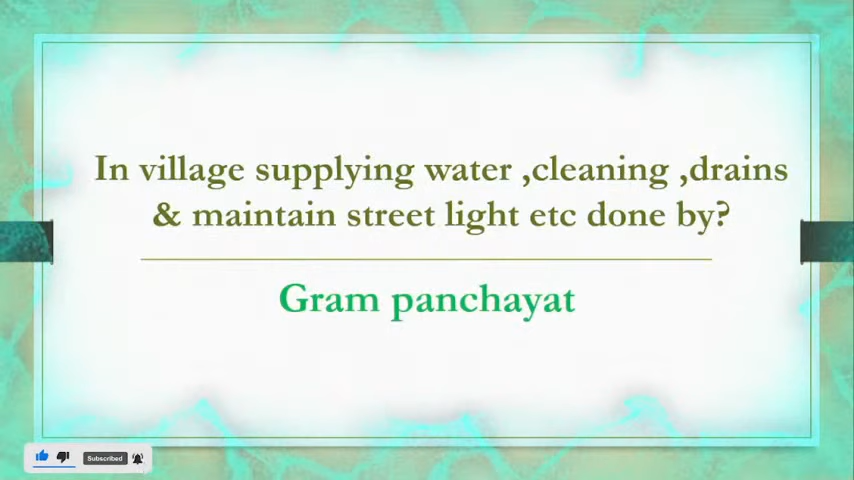 In village supplying water ,cleaning ,drains
& maintain street light etc done by?
Gram panchayat
Subscribed